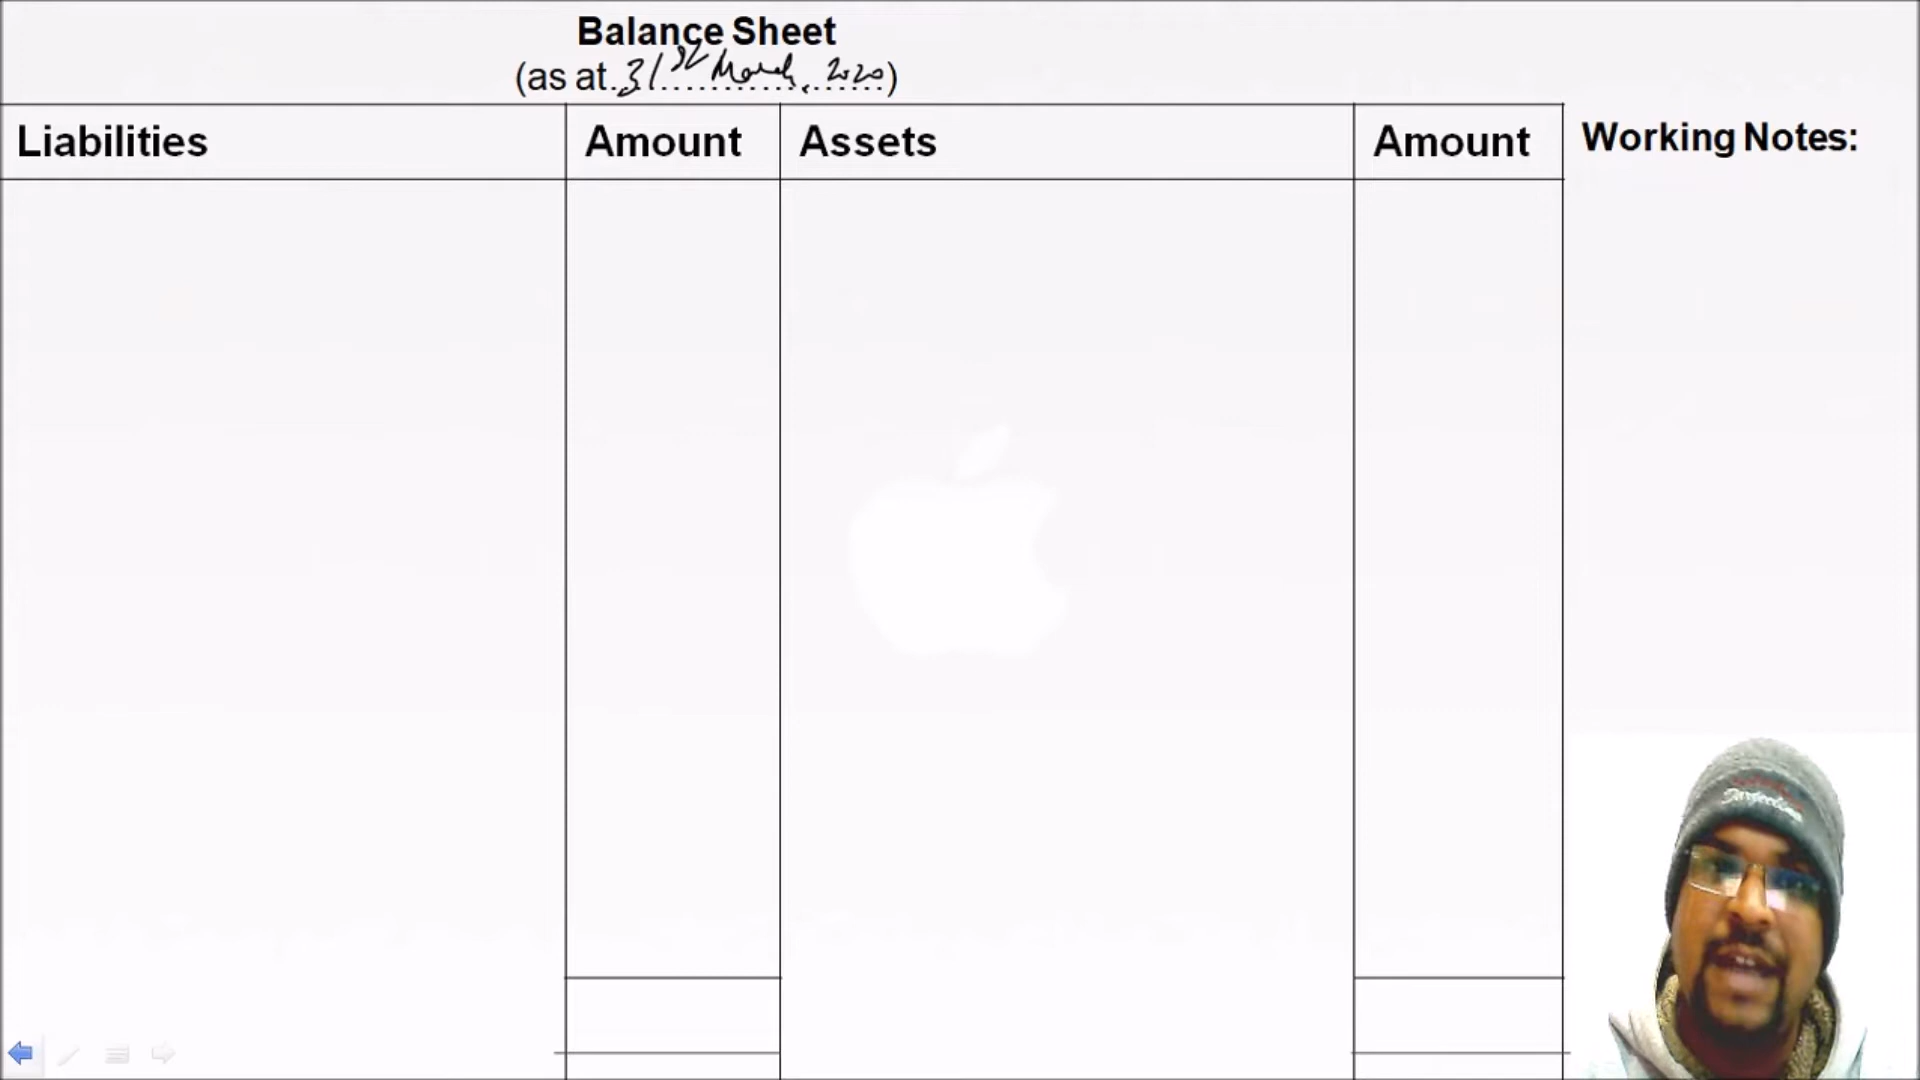 Balance Sheet
(as at 31st March, 2020)
Liabilities Amount Assets Amount Working Notes: